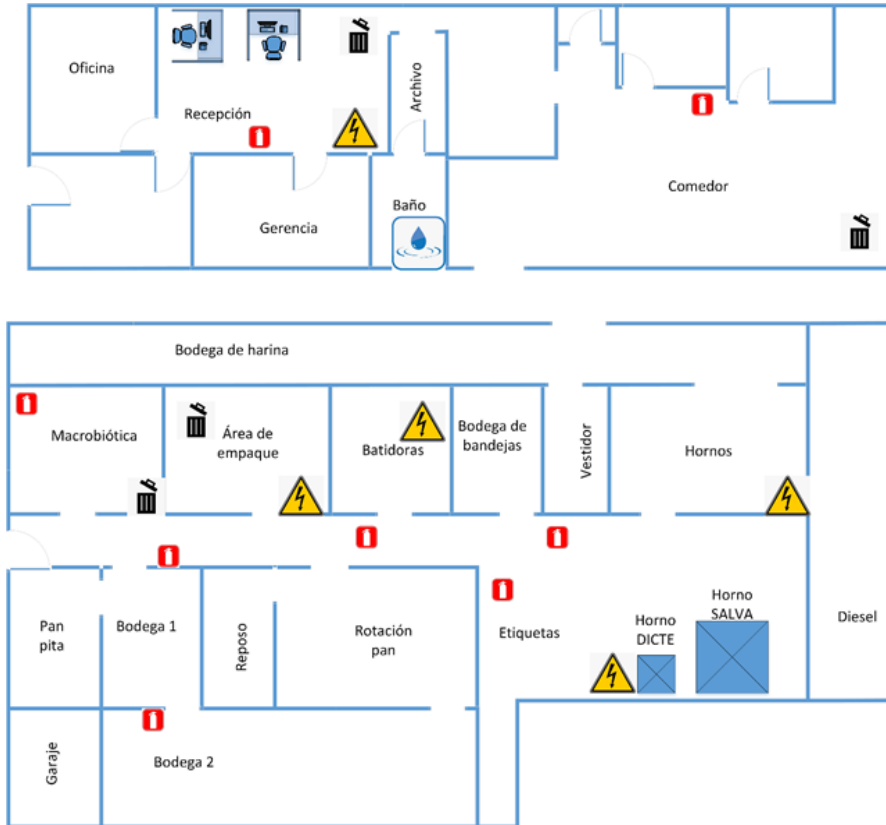 Oficina
Recepción
Archivo
Comedor
Baño
Gerencia
Bodega de harina
Macrobiótica
Área de
empaque
Batidoras
Bodega de
bandejas
Vestidor
Hornos
Pan
pita
Bodega 1
Reposo
Rotación
pan
Etiquetas
Horno
DICTE
Horno
SALVA
Diesel
Garaje
Bodega 2